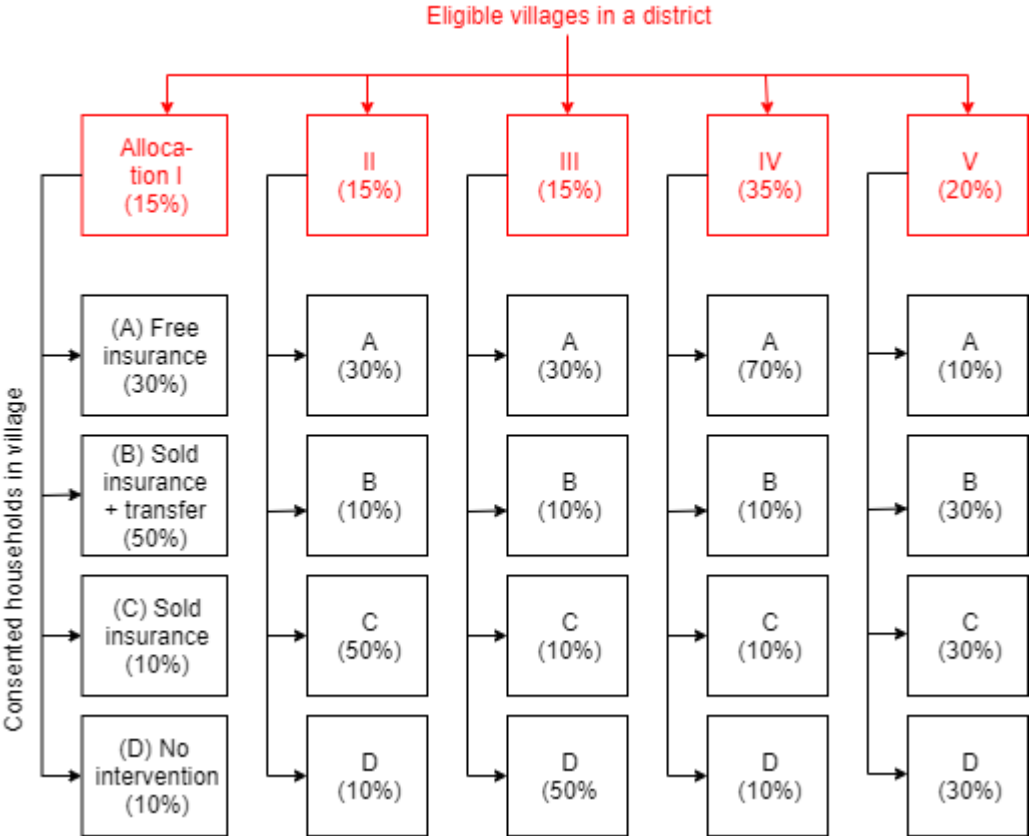 Eligible villages in a district
Alloca-
tion I
(15%)
II
(15%)
III
(15%)
IV
(35%)
V
(20%)
Consented households in village
(A) Free
insurance
(30%)
A
(30%)
A
(30%)
A
(70%)
A
(10%)
(B) Sold
insurance
+ transfer
(50%)
B
(10%)
B
(10%)
B
(10%)
B
(30%)
(C) Sold
insurance
(10%)
C
(50%)
C
(10%)
C
(10%)
C
(30%)
(D) No
intervention
(10%)
D
(10%)
D
(50%
D
(10%)
D
(30%)